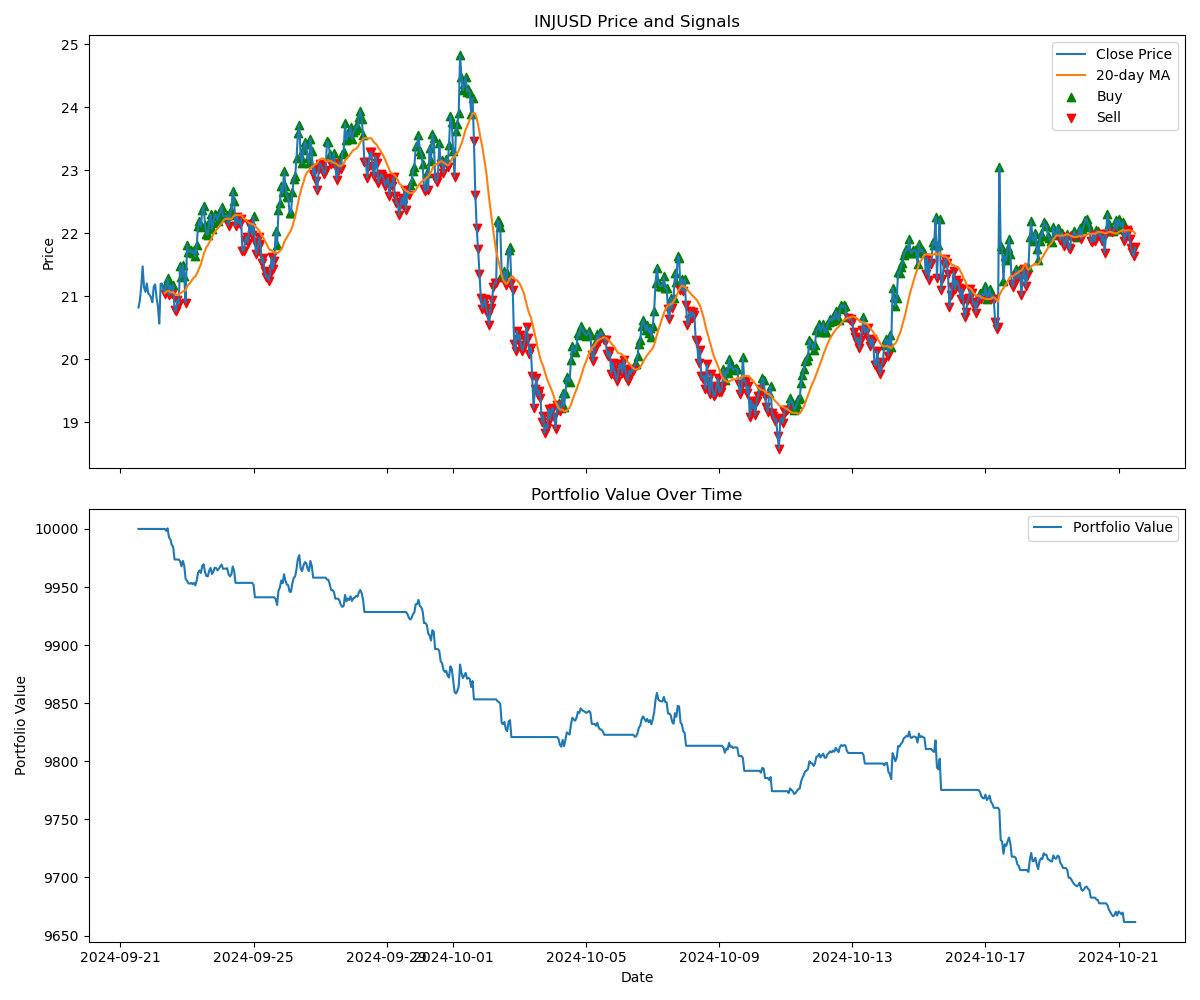 INJUSD Price and Signals
25
24
23
22
21
20
19
Price
Close Price
20-day MA
Buy
Sell
Portfolio Value Over Time
10000
9950
9900
9850
9800
9750
9700
9650
Portfolio Value
Portfolio Value
2024-09-21
2024-09-25
2024-09-29
2024-10-01
2024-10-05
2024-10-09
2024-10-13
2024-10-17
2024-10-21
Date